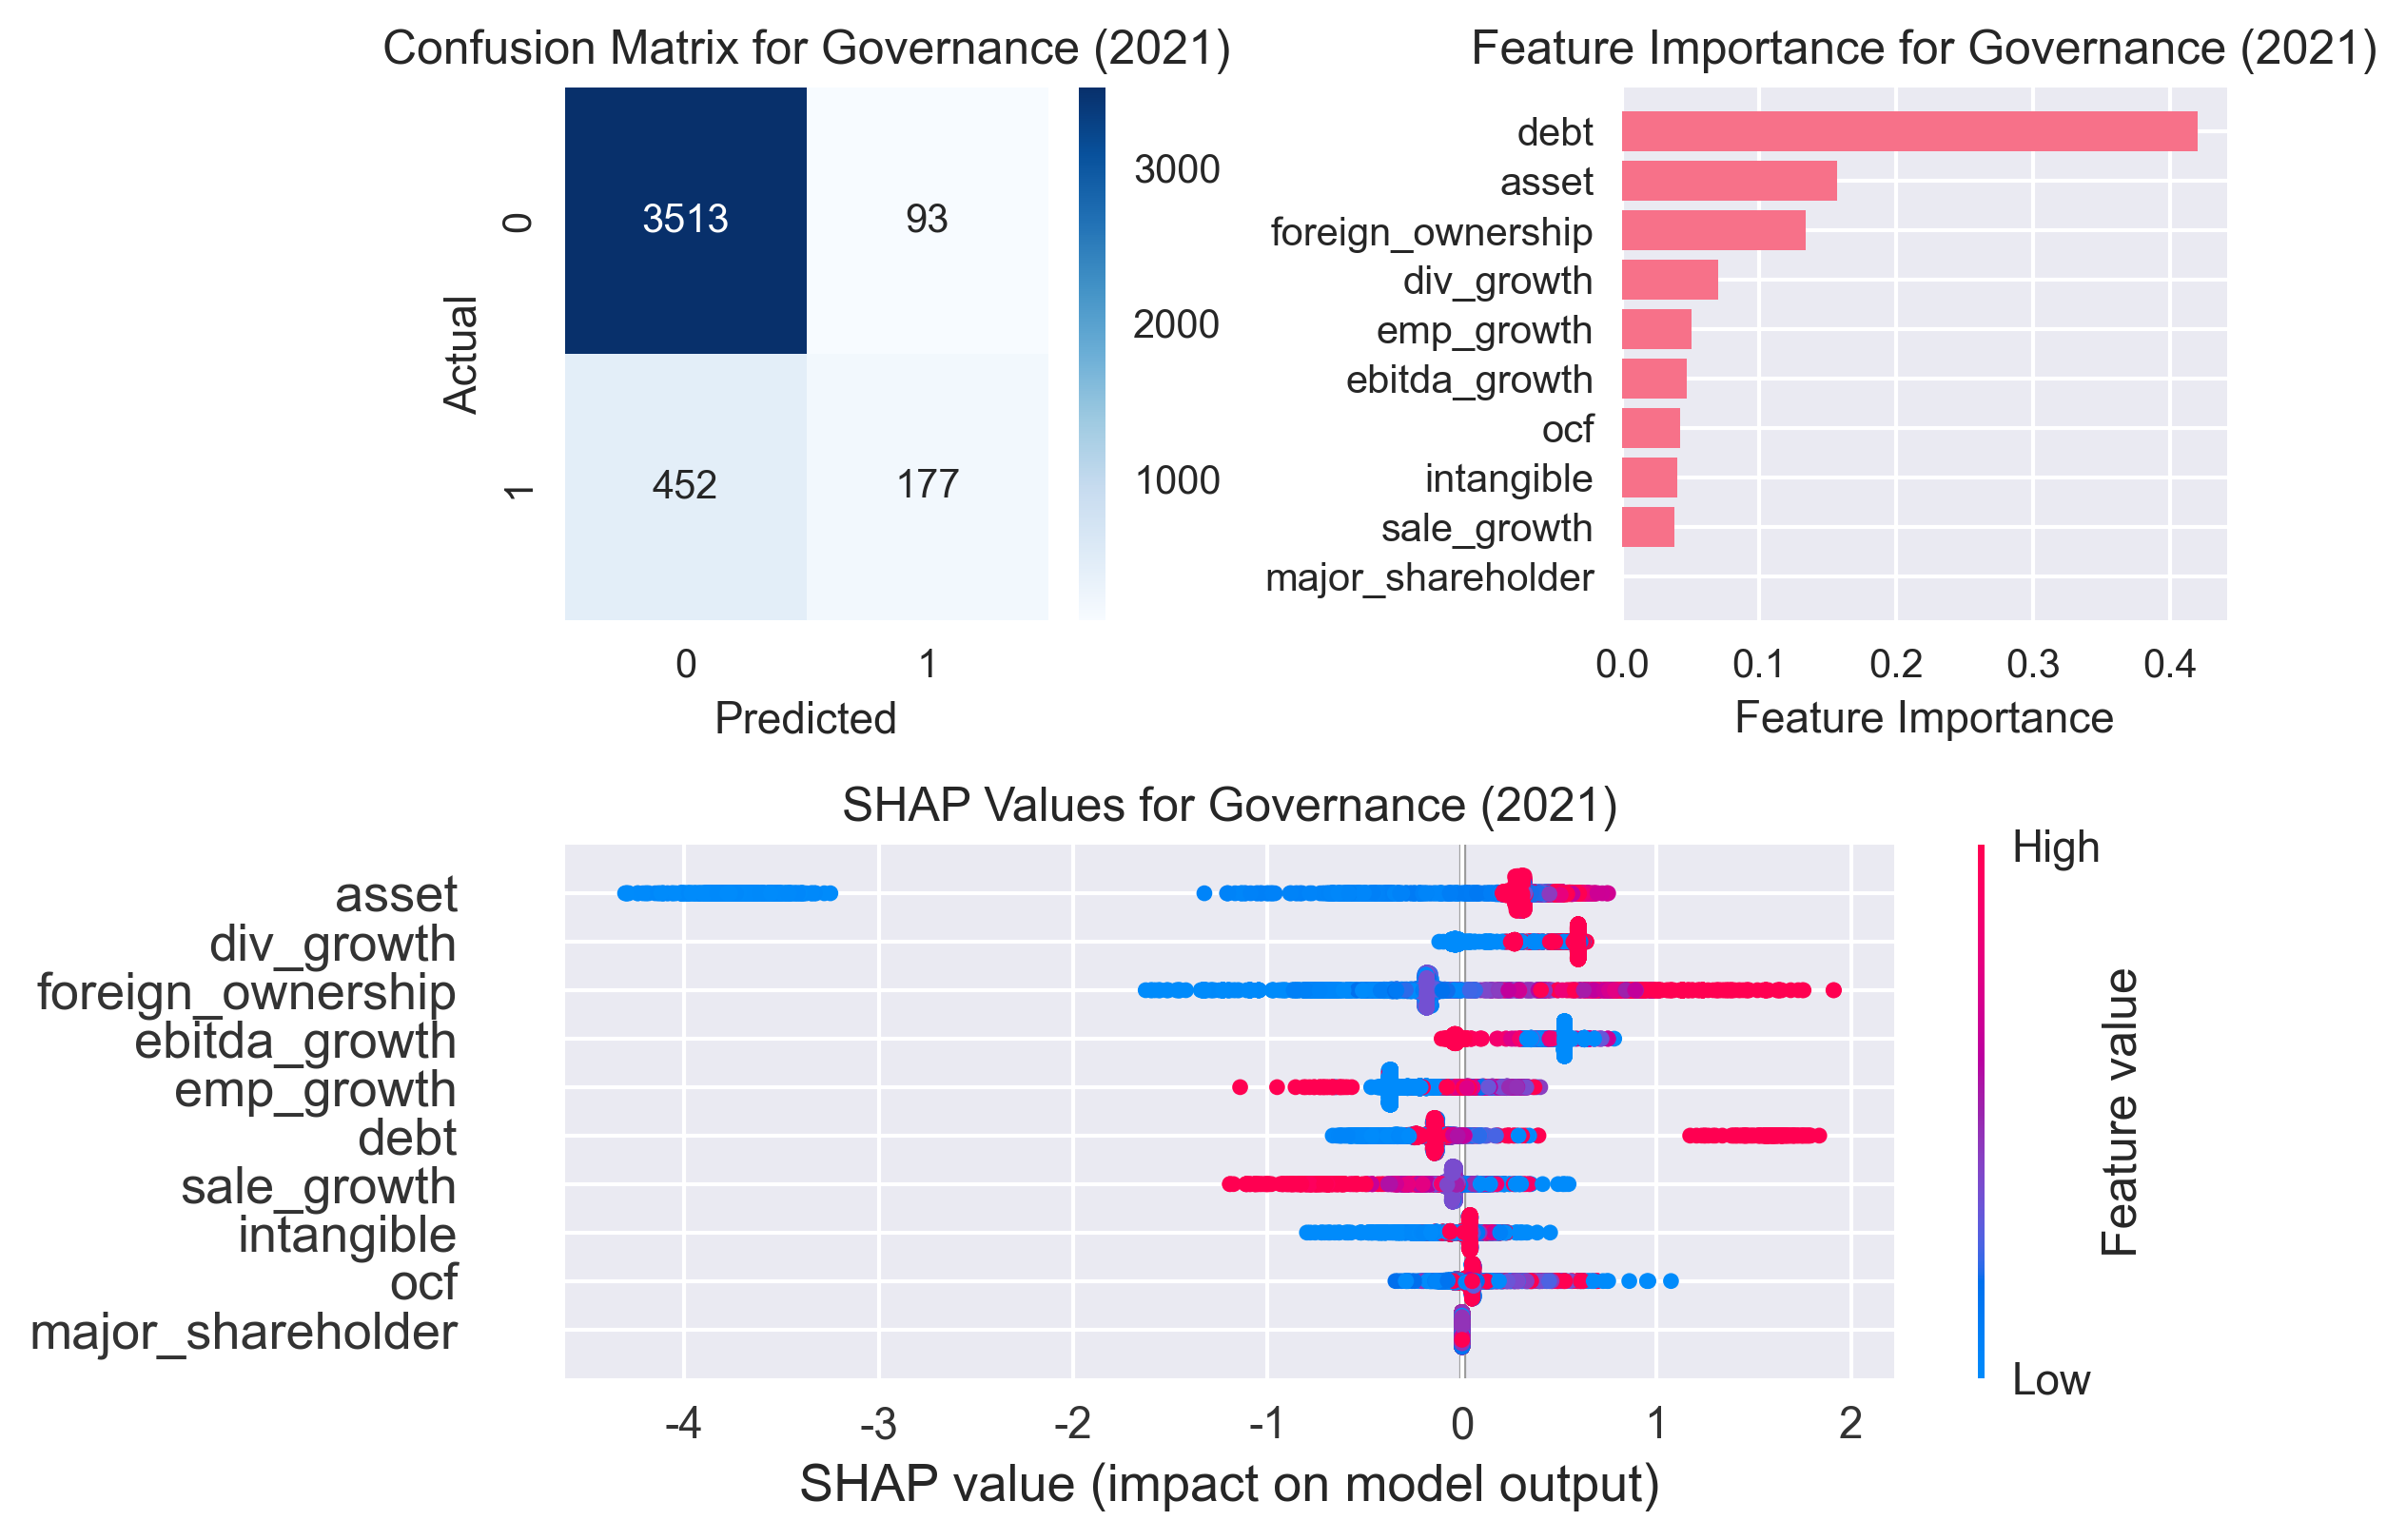 Confusion Matrix for Governance (2021)
Actual
0
1
3513
93
452
177
0
1
Predicted
3000
2000
1000
Feature Importance for Governance (2021)
debt
asset
foreign_ownership
div_growth
emp_growth
ebitda_growth
ocf
intangible
sale_growth
major_shareholder
0.0
0.1
0.2
0.3
0.4
Feature Importance
SHAP Values for Governance (2021)
asset
div_growth
foreign_ownership
ebitda_growth
emp_growth
debt
sale_growth
intangible
ocf
major_shareholder
-4
-3
-2
-1
0
1
2
SHAP value (impact on model output)
High
Feature value
Low